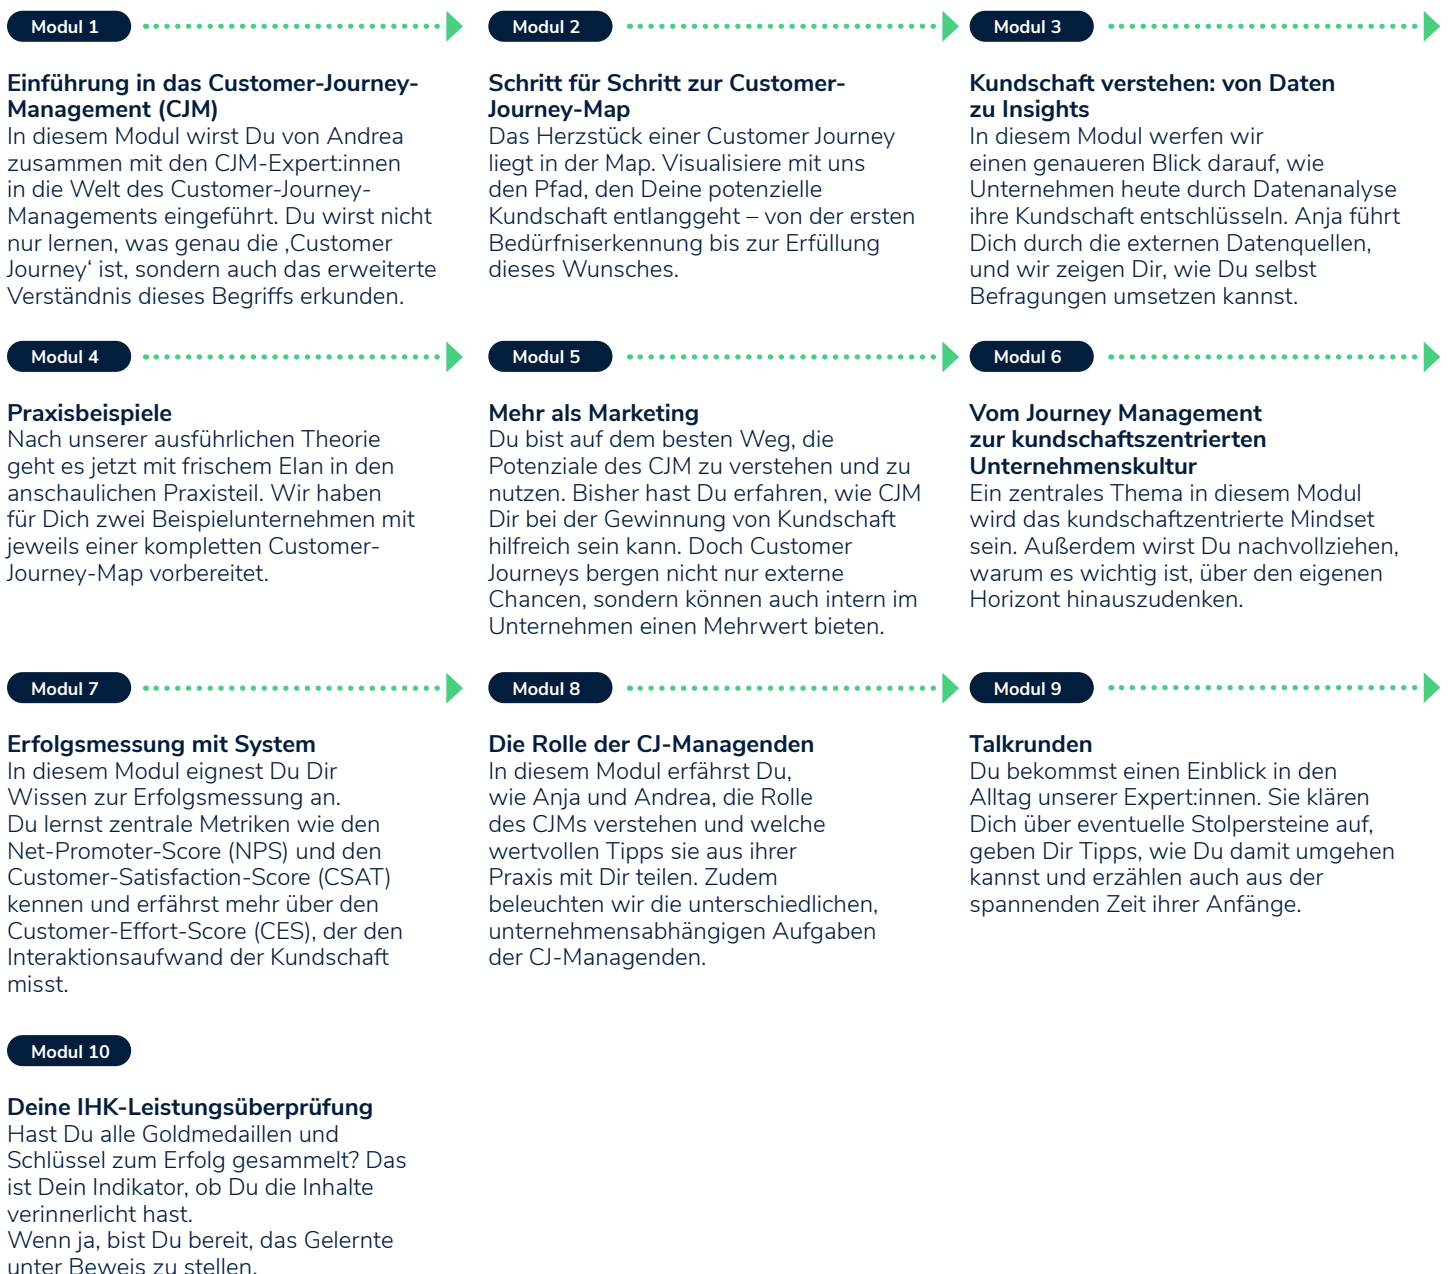 Modul 1
Einführung in das Customer-Journey-
Management (CJM)
In diesem Modul wirst Du von Andrea
zusammen mit den CJM-Expert:innen
in die Welt des Customer-Journey-
Managements eingeführt. Du wirst nicht
nur lernen, was genau die ‚Customer
Journey‘ ist, sondern auch das erweiterte
Verständnis dieses Begriffs erkunden.
Modul 2
Schritt für Schritt zur Customer-
Journey-Map
Das Herzstück einer Customer Journey
liegt in der Map. Visualisiere mit uns
den Pfad, den Deine potenzielle
Kundschaft entlanggeht – von der ersten
Bedürfniserkennung bis zur Erfüllung
dieses Wunsches.
Modul 3
Kundschaft verstehen: von Daten
zu Insights
In diesem Modul werfen wir
einen genaueren Blick darauf, wie
Unternehmen heute durch Datenanalyse
ihre Kundschaft entschlüsseln. Anja führt
Dich durch die externen Datenquellen,
und wir zeigen Dir, wie Du selbst
Befragungen umsetzen kannst.
Modul 4
Praxisbeispiele
Nach unserer ausführlichen Theorie
geht es jetzt mit frischem Elan in den
anschaulichen Praxisteil. Wir haben
für Dich zwei Beispielunternehmen mit
jeweils einer kompletten Customer-
Journey-Map vorbereitet.
Modul 5
Mehr als Marketing
Du bist auf dem besten Weg, die
Potenziale des CJM zu verstehen und zu
nutzen. Bisher hast Du erfahren, wie CJM
Dir bei der Gewinnung von Kundschaft
hilfreich sein kann. Doch Customer
Journeys bergen nicht nur externe
Chancen, sondern können auch intern im
Unternehmen einen Mehrwert bieten.
Modul 6
Vom Journey Management
zur kundschaftszentrierten
Unternehmenskultur
Ein zentrales Thema in diesem Modul
wird das kundschaftzentrierte Mindset
sein. Außerdem wirst Du nachvollziehen,
warum es wichtig ist, über den eigenen
Horizont hinauszudenken.
Modul 7
Erfolgsmessung mit System
In diesem Modul eignest Du Dir
Wissen zur Erfolgsmessung an.
Du lernst zentrale Metriken wie den
Net-Promoter-Score (NPS) und den
Customer-Satisfaction-Score (CSAT)
kennen und erfährst mehr über den
Customer-Effort-Score (CES), der den
Interaktionsaufwand der Kundschaft
misst.
Modul 8
Die Rolle der CJ-Managenden
In diesem Modul erfährst Du,
wie Anja und Andrea, die Rolle
des CJMs verstehen und welche
wertvollen Tipps sie aus ihrer
Praxis mit Dir teilen. Zudem
beleuchten wir die unterschiedlichen,
unternehmensabhängigen Aufgaben
der CJ-Managenden.
Modul 9
Talkrunden
Du bekommst einen Einblick in den
Alltag unserer Expert:innen. Sie klären
Dich über eventuelle Stolpersteine auf,
geben Dir Tipps, wie Du damit umgehen
kannst und erzählen auch aus der
spannenden Zeit ihrer Anfänge.
Modul 10
Deine IHK-Leistungsüberprüfung
Hast Du alle Goldmedaillen und
Schlüssel zum Erfolg gesammelt? Das
ist Dein Indikator, ob Du die Inhalte
verinnerlicht hast.
Wenn ja, bist Du bereit, das Gelernte
unter Beweis zu stellen.